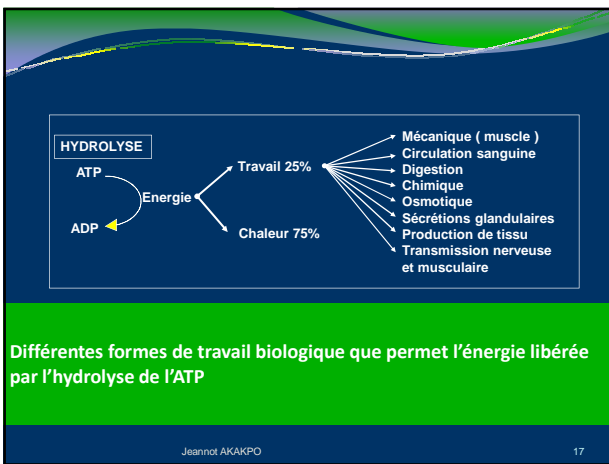 HYDROLYSE
ATP
Energie
ADP
Travail 25%
Chaleur 75%
Mécanique ( muscle )
Circulation sanguine
Digestion
Chimique
Osmotique
Sécrétions glandulaires
Production de tissu
Transmission nerveuse
et musculaire
Différentes formes de travail biologique que permet l’énergie libérée
par l’hydrolyse de l’ATP
Jeannot AKAKPO
17